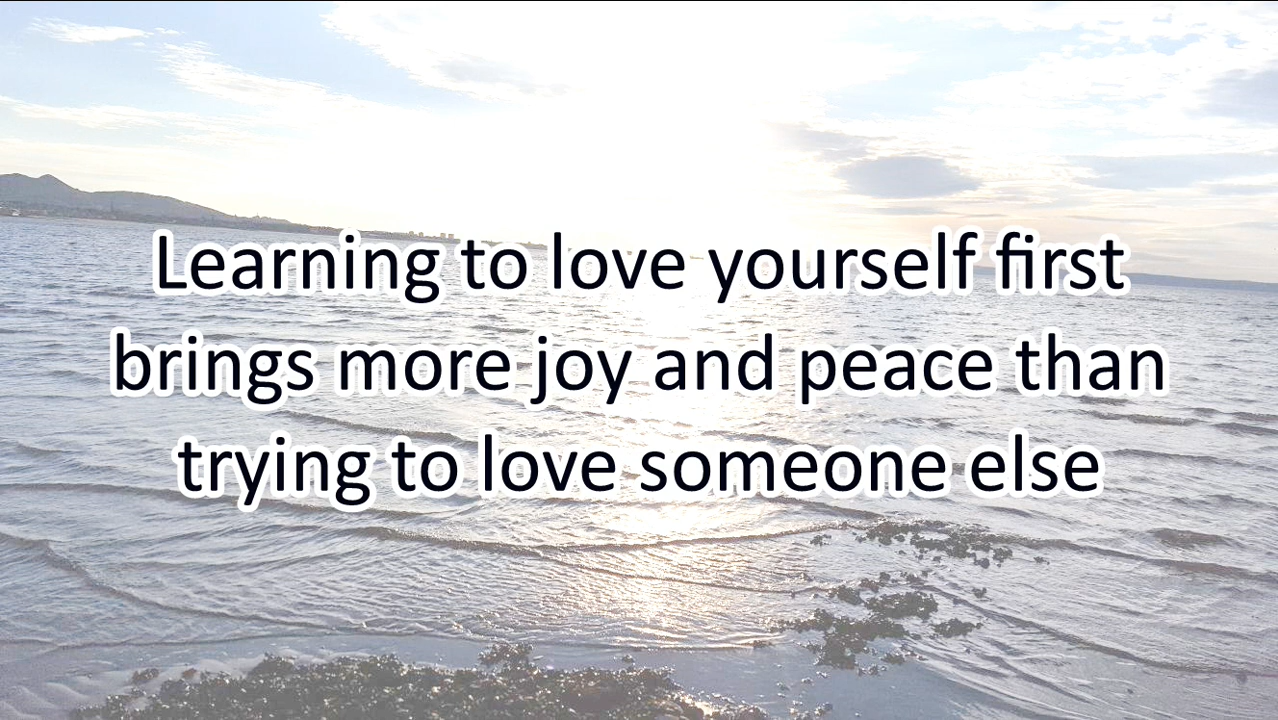 Learning to love yourself first
brings more joy and peace than
trying to love someone else